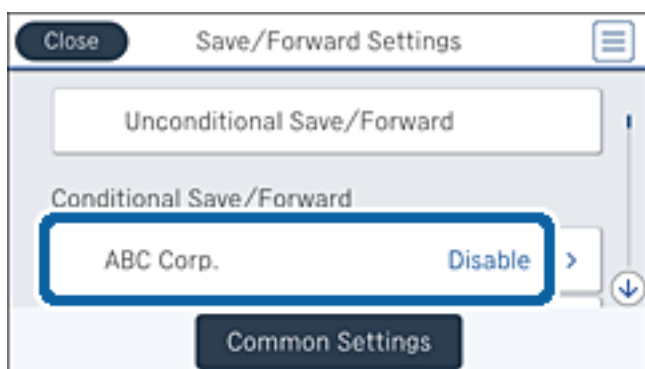 Close Save/Forward Settings
Unconditional Save/Forward
Conditional Save/Forward
ABC Corp. Disable
Common Settings